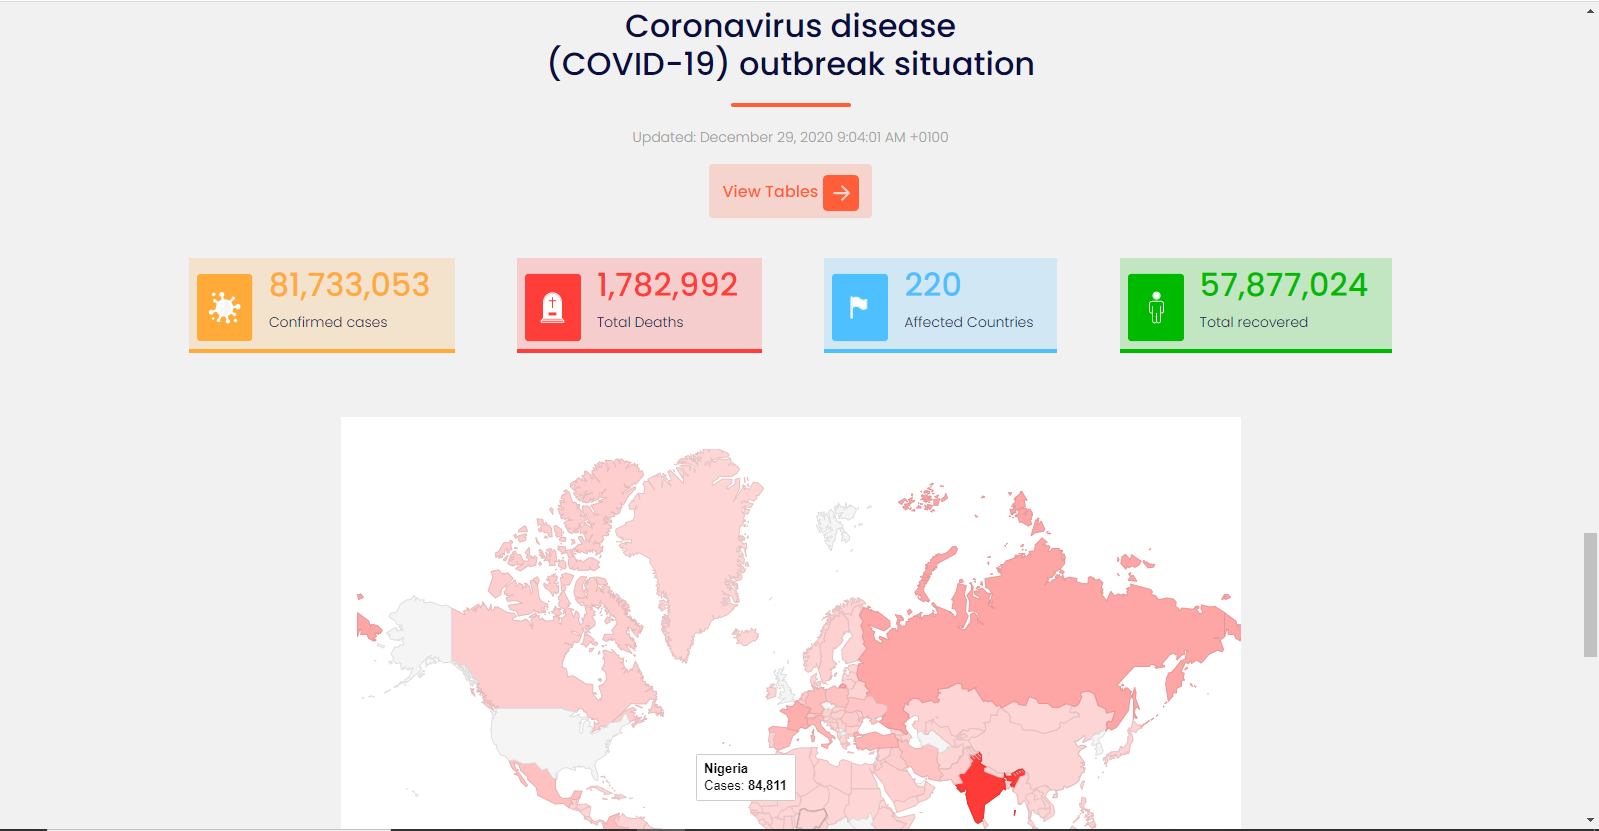 Coronavirus disease
(COVID-19) outbreak situation
Updated: December 29, 2020 9:04:01 AM +0100
View Tables
81,733,053
Confirmed cases
1,782,992
Total Deaths
220
Affected Countries
57,877,024
Total recovered
Nigeria
Cases: 84,811